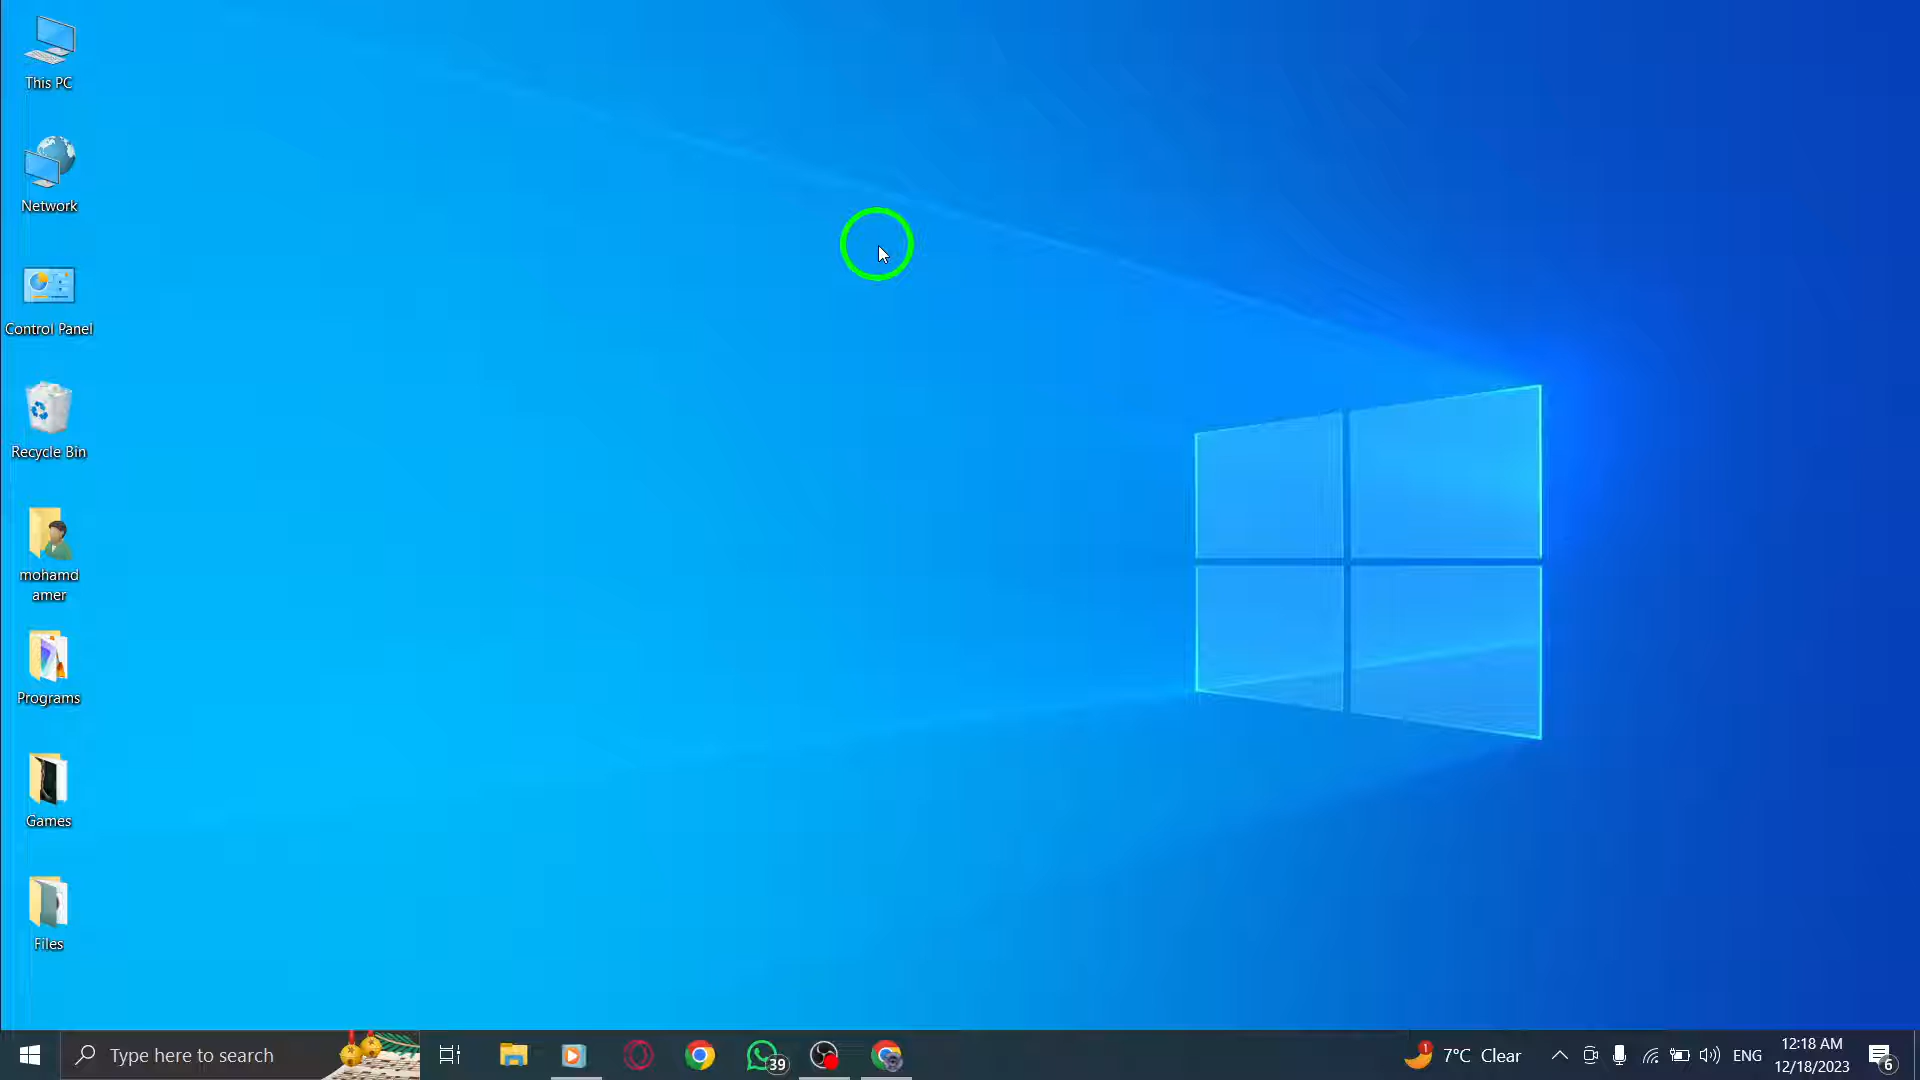 This PC
Network
Control Panel
Recycle Bin
mohamd
amer
Programs
Games
Files
Type here to search
39
1
7°C Clear
ENG
12:18 AM
12/18/2023
6